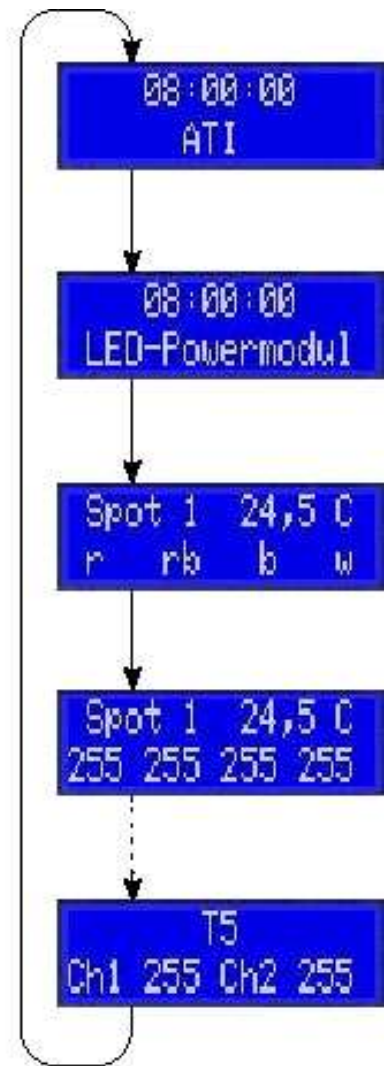 08:00:00
ATI
08:00:00
LED-Powermodul
Spot 1 24,5 C
r rb b w
Spot 1 24,5 C
255 255 255 255
T5
Ch1 255 Ch2 255